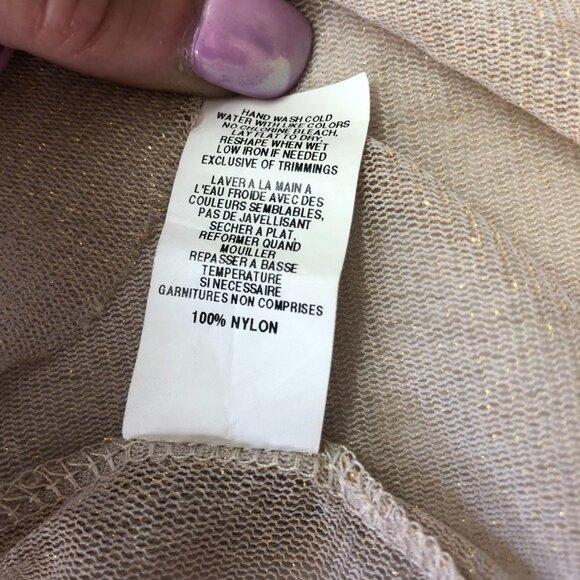 HAND WASH COLD
WATER WITH LIKE COLORS
NO CHLORINE BLEACH,
LAY FLAT TO DRY,
RESHAPE WHEN WET
LOW IRON IF NEEDED
EXCLUSIVE OF TRIMMINGS
LAVER A LA MAIN A
L'EAU FROIDE AVEC DES
COULEURS SEMBLABLES,
PAS DE JAVELLISANT
SECHER A PLAT,
REFORMER QUAND
MOUILLER
REPASSER A BASSE
TEMPERATURE
SI NECESSAIRE
GARNITURES NON COMPRISES
100% NYLON